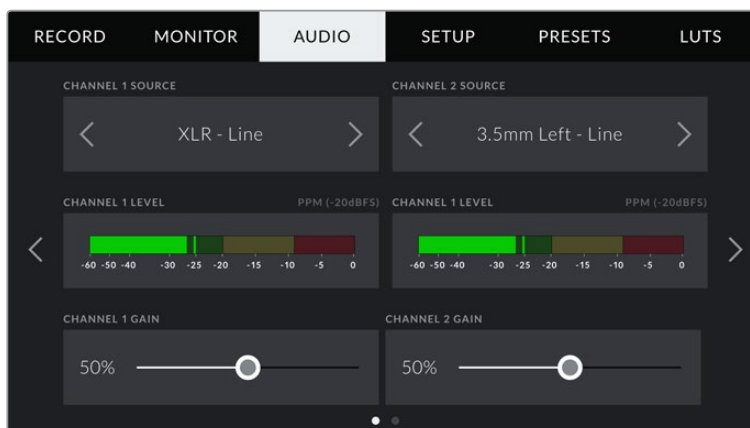 RECORD MONITOR AUDIO SETUP PRESETS LUTS
CHANNEL 1 SOURCE CHANNEL 2 SOURCE
XLR - Line 3.5mm Left - Line
CHANNEL 1 LEVEL PPM (-20dBFS) CHANNEL 1 LEVEL PPM (-20dBFS)
-60 -50 -40 -30 -25 -20 -15 -10 -5 0 -60 -50 -40 -30 -25 -20 -15 -10 -5 0
CHANNEL 1 GAIN CHANNEL 2 GAIN
50% 50%